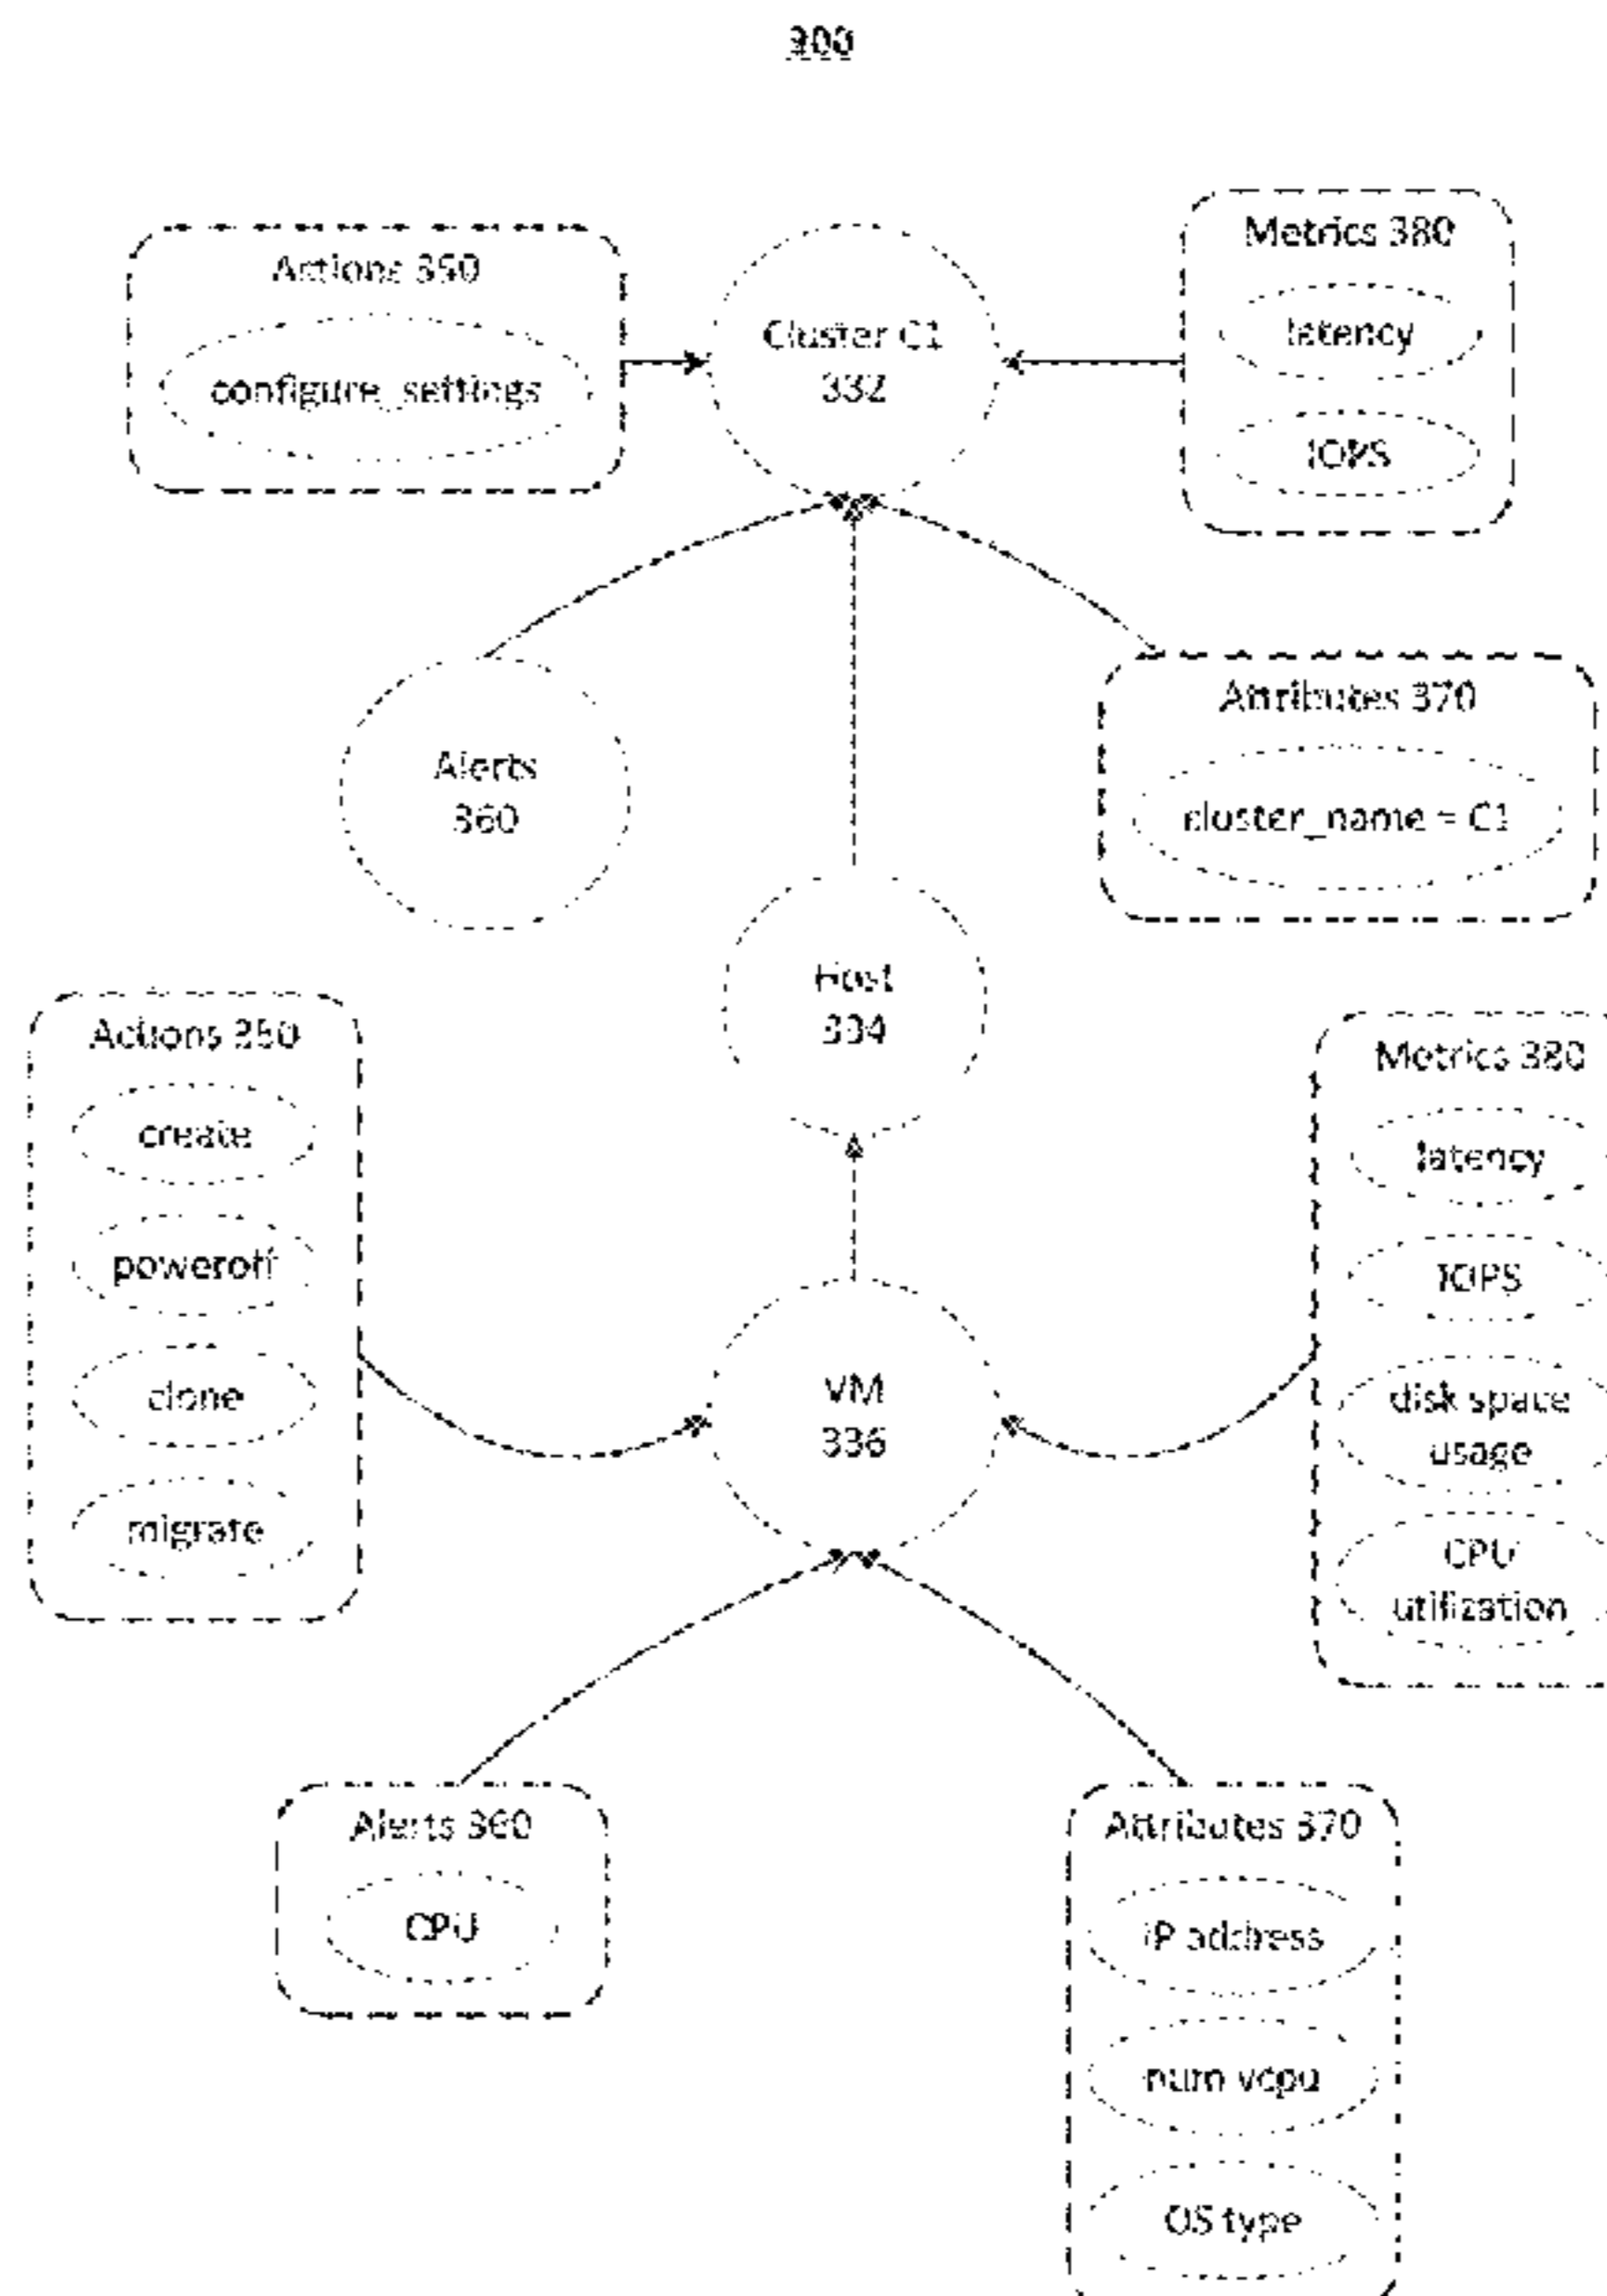 300
Actions 350
configure_settings
Cluster C1
332
Metrics 380
latency
IOPS
Alerts
360
Attributes 370
cluster_name = C1
Host
334
Actions 350
create
poweroff
clone
migrate
VM
336
Metrics 380
latency
IOPS
disk space
usage
CPU
utilization
Alerts 360
CPU
Attributes 370
IP address
num vcpu
OS type